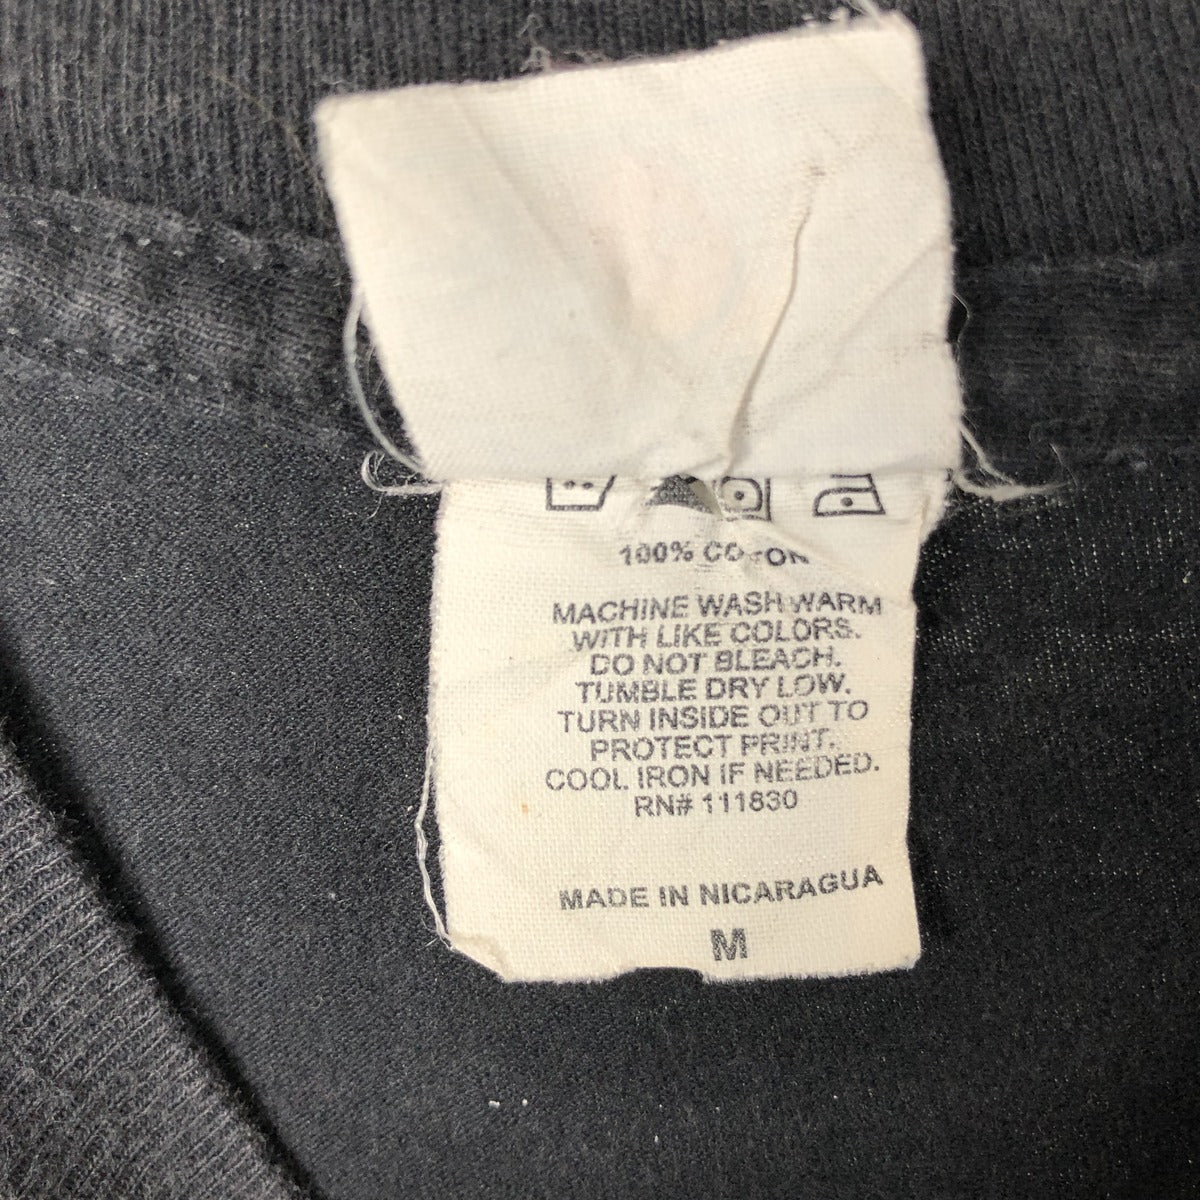 100% COTTON
MACHINE WASH WARM
WITH LIKE COLORS.
DO NOT BLEACH.
TUMBLE DRY LOW.
TURN INSIDE OUT TO
PROTECT PRINT.
COOL IRON IF NEEDED.
RN# 111830
MADE IN NICARAGUA
M